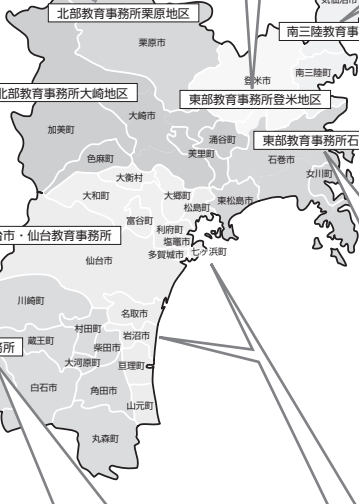 北部教育事務所栗原地区
南三陸教育事
栗原市
南三陸町
登米市
北部教育事務所大崎地区
東部教育事務所登米地区
大崎市
加美町
涌谷町
東部教育事務所石
美里町
色麻町
石巻市
女川町
大衡村
大和町
大郷町
松島町
東松島市
富谷町
利府町
台市・仙台教育事務所
塩竈市
多賀城市
七ヶ浜町
仙台市
川崎町
名取市
村田町
岩沼市
蔵王町
柴田市
務所
大河原町
亘理町
白石市
角田市
山元町
丸森町